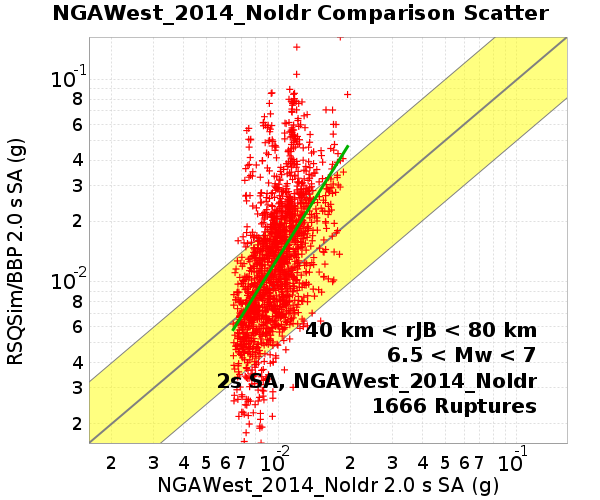 NGAWest_2014_NoIdr Comparison Scatter
RSQSim/BBP 2.0 s SA (g)
10-1
8
6
4
3
2
10-2
8
6
4
3
2
40 km < rJB < 80 km
6.5 < Mw < 7
2s SA, NGAWest_2014_NoIdr
1666 Ruptures
2 3 4 5 6 7 10-2 2 3 4 5 6 7 10-1
NGAWest_2014_NoIdr 2.0 s SA (g)